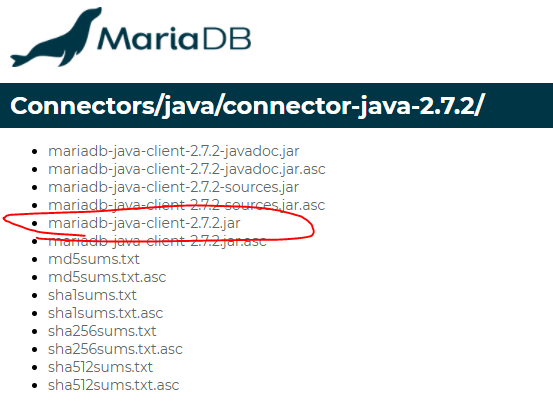 MariaDB
Connectors/java/connector-java-2.7.2/
mariadb-java-client-2.7.2-javadoc.jar
mariadb-java-client-2.7.2-javadoc.jar.asc
mariadb-java-client-2.7.2-sources.jar
mariadb-java-client-2.7.2-sources.jar.asc
mariadb-java-client-2.7.2.jar
mariadb-java-client-2.7.2.jar.asc
md5sums.txt
md5sums.txt.asc
sha1sums.txt
sha1sums.txt.asc
sha256sums.txt
sha256sums.txt.asc
sha512sums.txt
sha512sums.txt.asc